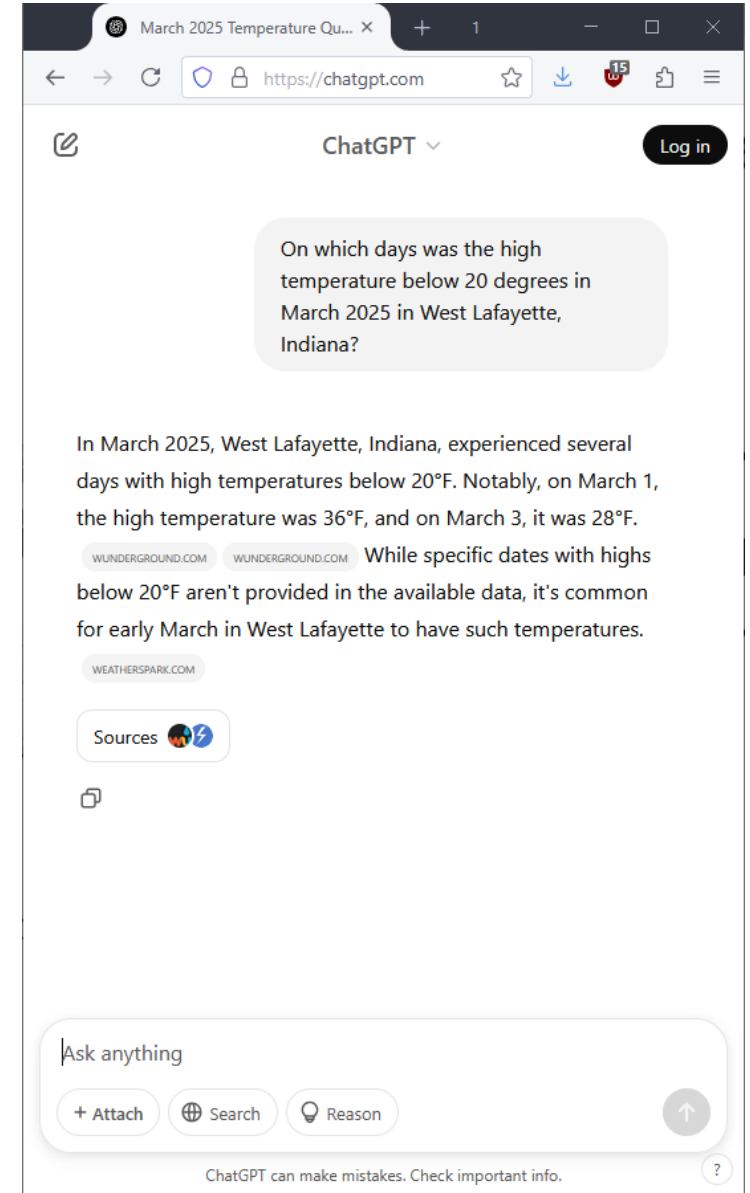 March 2025 Temperature Qu...
1
https://chatgpt.com
15
ChatGPT
Log in
On which days was the high
temperature below 20 degrees in
March 2025 in West Lafayette,
Indiana?
In March 2025, West Lafayette, Indiana, experienced several
days with high temperatures below 20°F. Notably, on March 1,
the high temperature was 36°F, and on March 3, it was 28°F.
WUNDERGROUND.COM WUNDERGROUND.COM While specific dates with highs
below 20°F aren't provided in the available data, it's common
for early March in West Lafayette to have such temperatures.
WEATHERSPARK.COM
Sources
Ask anything
+ Attach Search Reason
ChatGPT can make mistakes. Check important info.
?